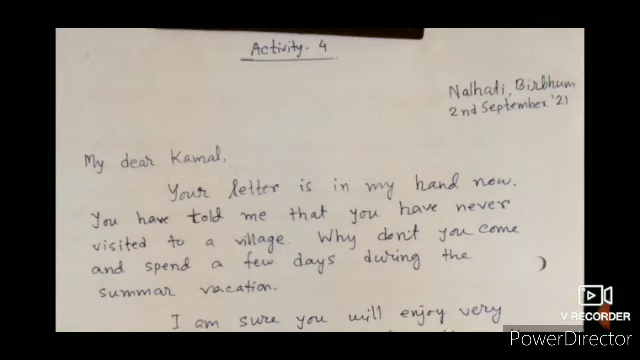 Activity - 4
Nalhati, Birbhum
2nd September '21
My dear Kamal,
Your letter is in my hand now.
You have told me that you have never
visited to a village. Why don't you come
and spend a few days during the
summar vacation.
I am sure you will enjoy very
V RECORDER
PowerDirector